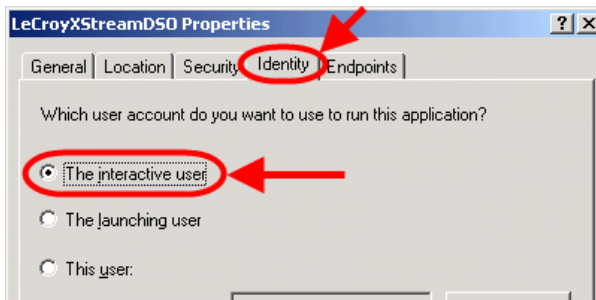 LeCroyXStreamDSO Properties
General Location Security Identity Endpoints
Which user account do you want to use to run this application?
The interactive user
The launching user
This user: